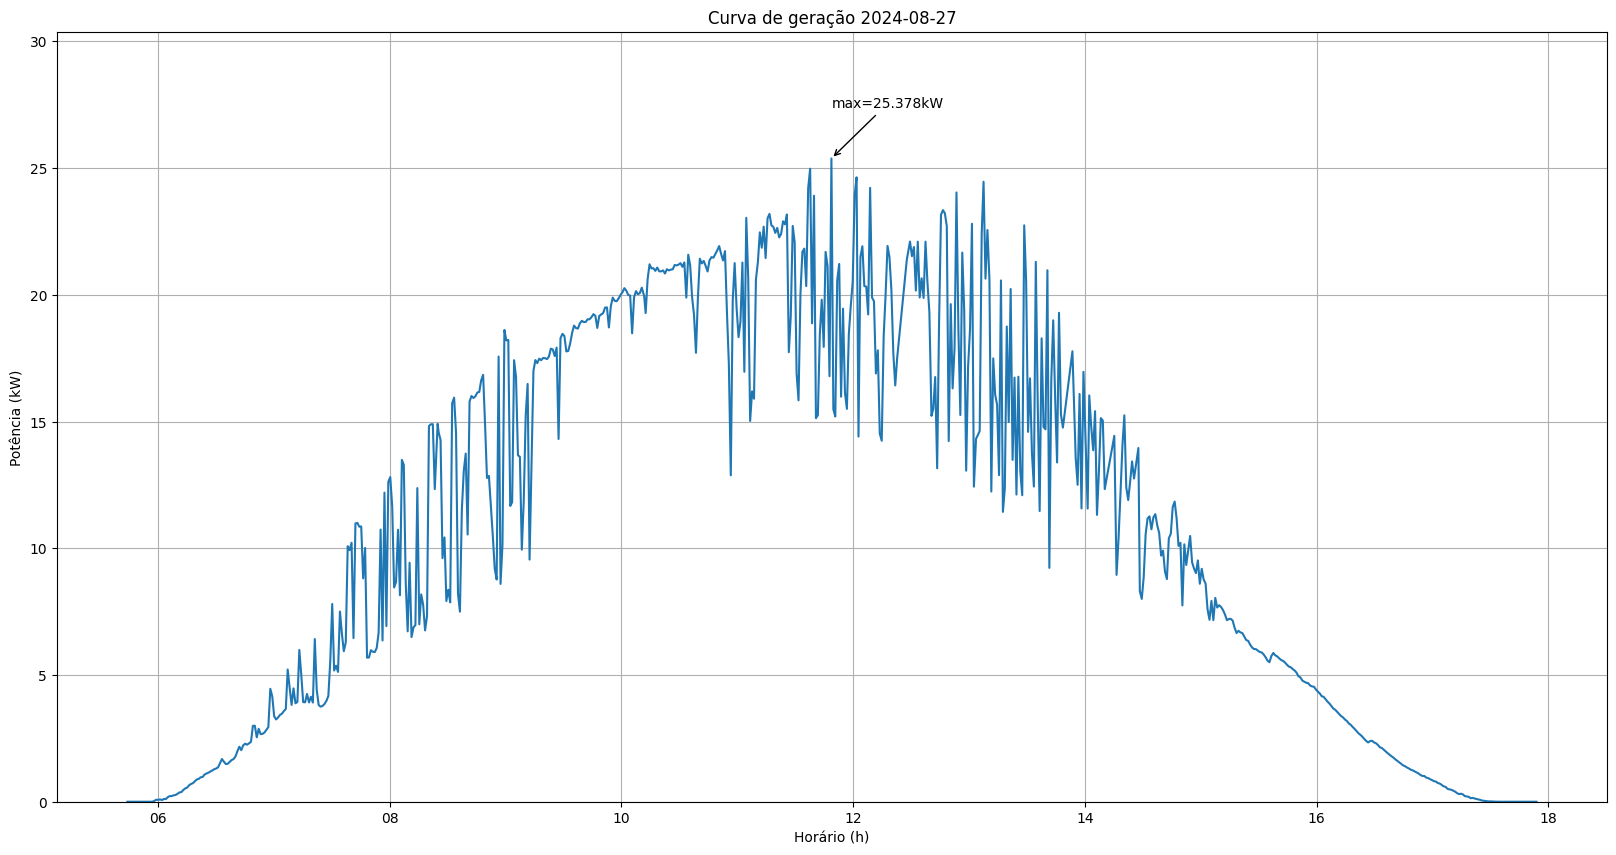 Curva de geração 2024-08-27
30
max=25.378kW
25
20
15
10
5
0
Potência (kW)
06 08 10 12 14 16 18
Horário (h)